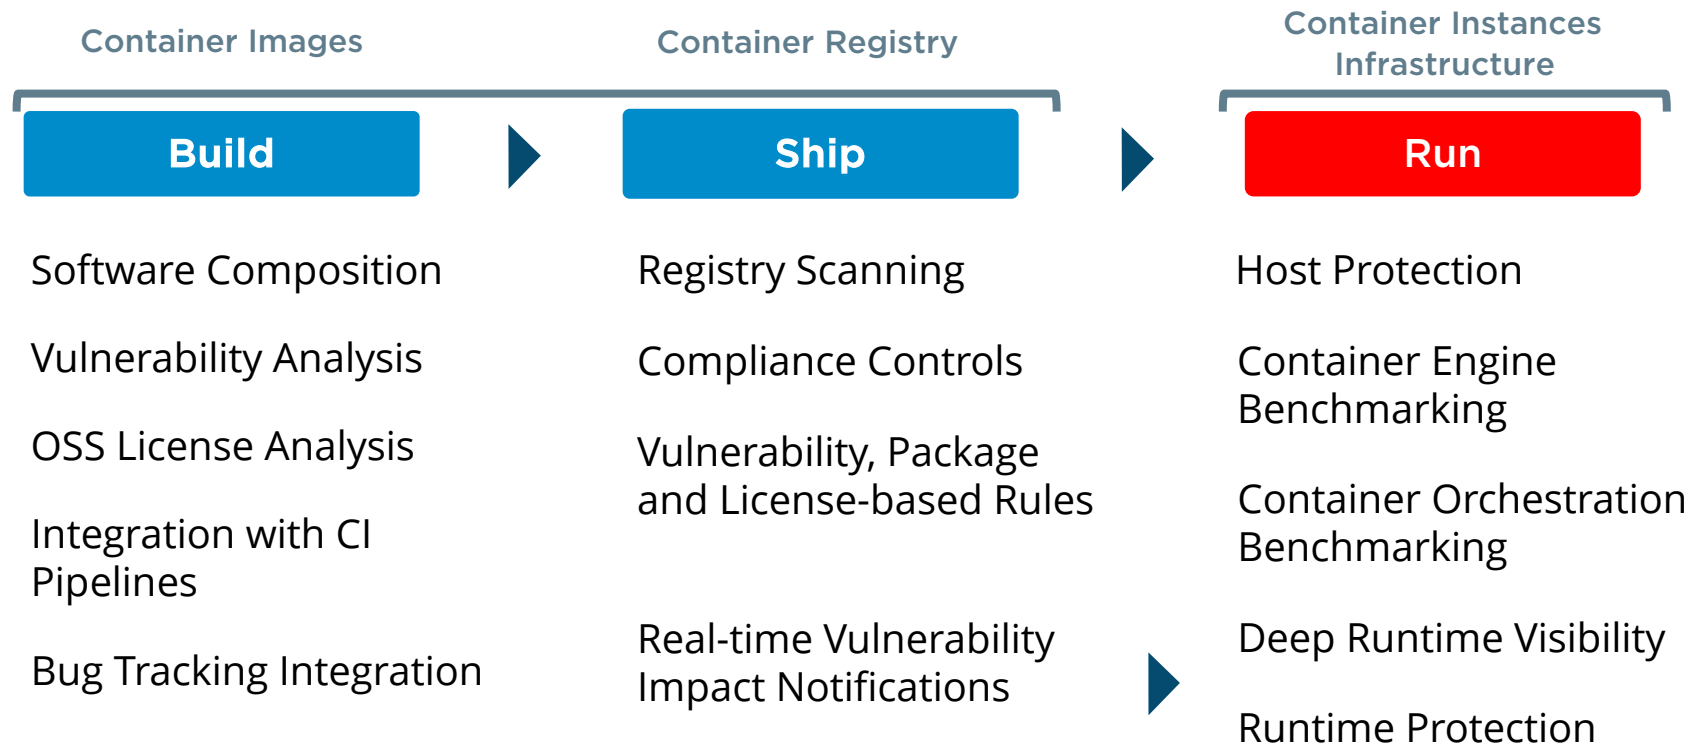 Container Images
Container Registry
Container Instances
Infrastructure
Build
Ship
Run
Software Composition
Vulnerability Analysis
OSS License Analysis
Integration with CI
Pipelines
Bug Tracking Integration
Registry Scanning
Compliance Controls
Vulnerability, Package
and License-based Rules
Real-time Vulnerability
Impact Notifications
Host Protection
Container Engine
Benchmarking
Container Orchestration
Benchmarking
Deep Runtime Visibility
Runtime Protection